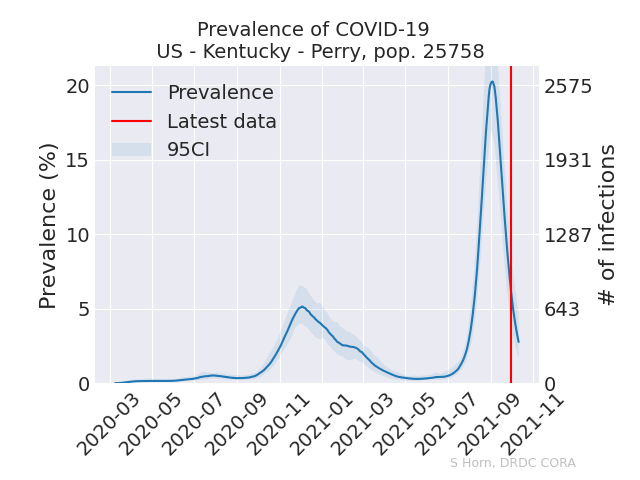 Prevalence of COVID-19
US - Kentucky - Perry, pop. 25758
Prevalence
Latest data
95CI
Prevalence (%)
20
15
10
5
0
2575
1931
1287
643
0
# of infections
2020-03
2020-05
2020-07
2020-09
2020-11
2021-01
2021-03
2021-05
2021-07
2021-09
2021-11
S Horn, DRDC CORA